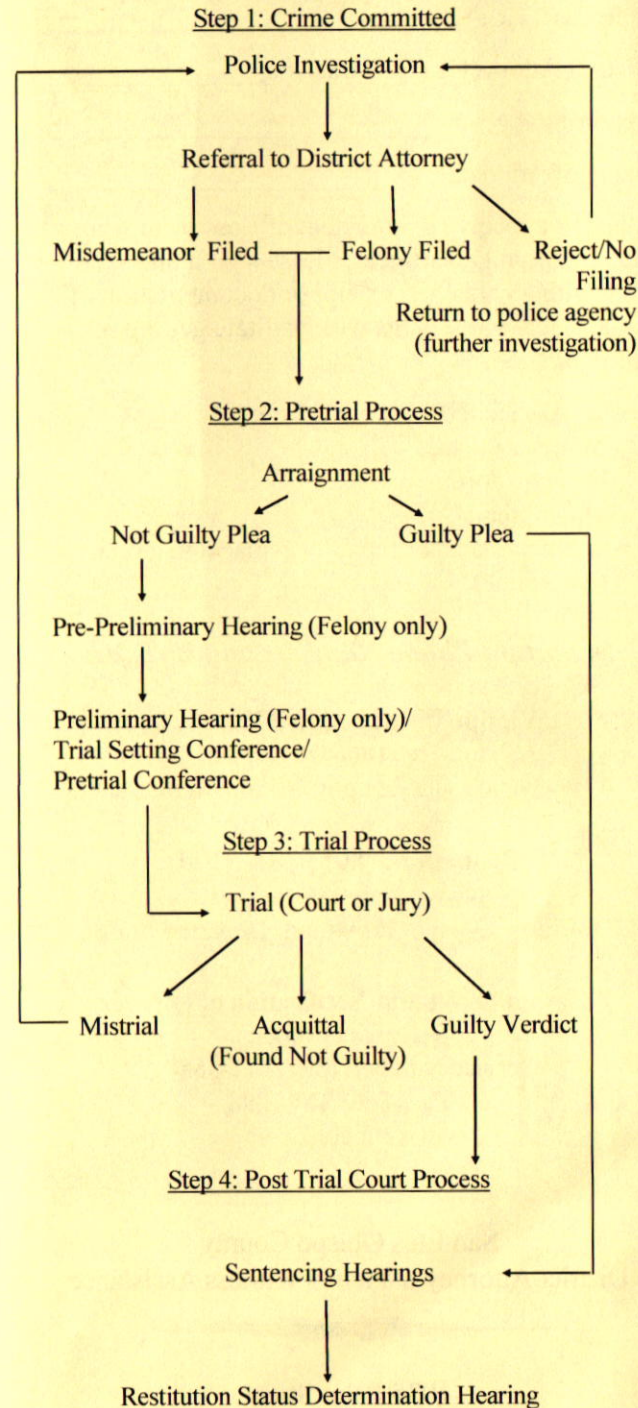 Step 1: Crime Committed
Police Investigation
Referral to District Attorney
Misdemeanor Filed
Felony Filed
Reject/No
Filing
Return to police agency
(further investigation)
Step 2: Pretrial Process
Arraignment
Not Guilty Plea
Guilty Plea
Pre-Preliminary Hearing (Felony only)
Preliminary Hearing (Felony only)/
Trial Setting Conference/
Pretrial Conference
Step 3: Trial Process
Trial (Court or Jury)
Mistrial
Acquittal
(Found Not Guilty)
Guilty Verdict
Step 4: Post Trial Court Process
Sentencing Hearings
Restitution Status Determination Hearing